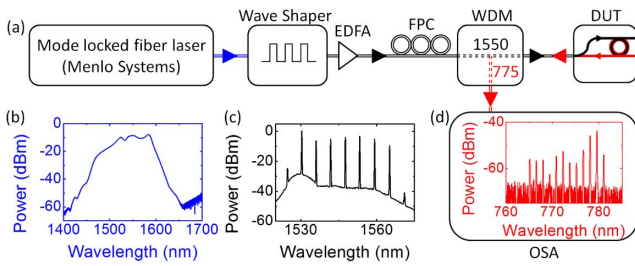 (a)
Mode locked fiber laser
(Menlo Systems)
Wave Shaper
EDFA
FPC
WDM
1550
775
DUT
(b)
Power (dBm)
0
-20
-40
-60
1400 1500 1600 1700
Wavelength (nm)
(c)
Power (dBm)
0
-20
-40
-60
1530 1560
Wavelength (nm)
(d)
Power (dBm)
-40
-60
760 770 780
Wavelength (nm)
OSA